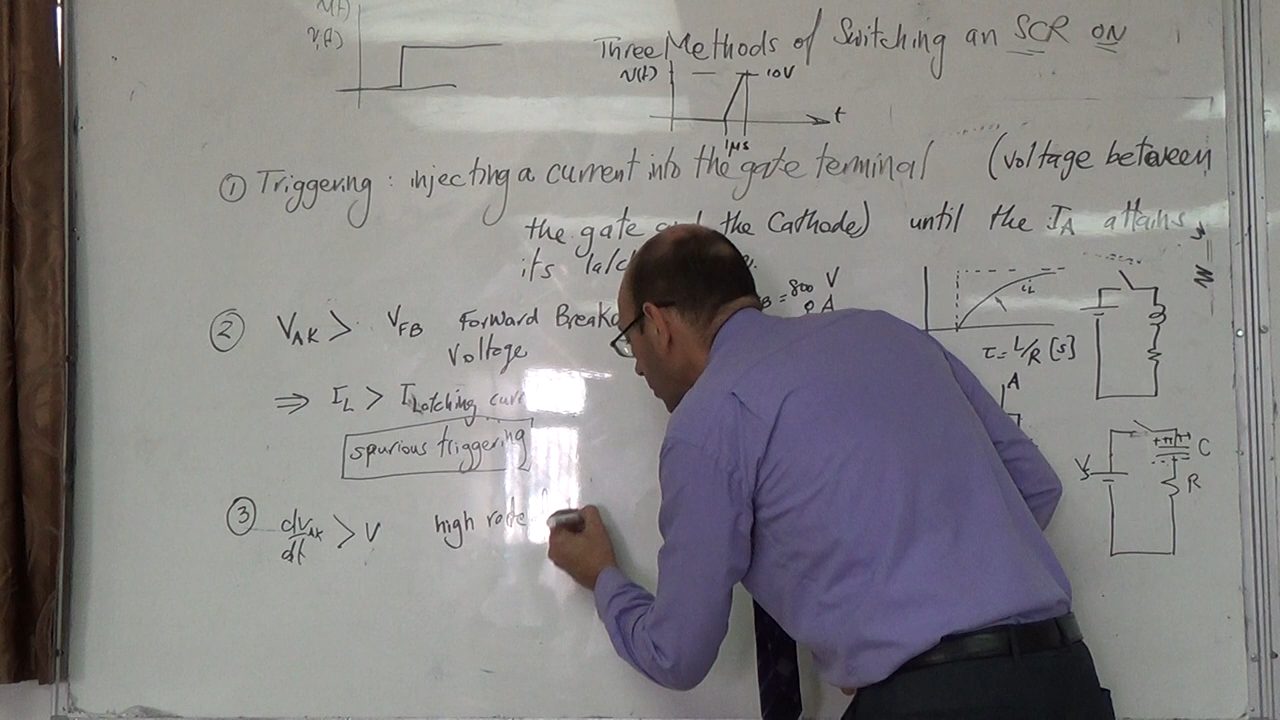 v(t)
v(t)
Three Methods of Switching an SCR ON
v(t)
10V
t
1μs
① Triggering : injecting a current into the gate terminal (voltage between
the gate the Cathode) until the IA attains
its
② VAK > VFB Forward
Voltage
= 800 V
0 A
iL
τ = L/R [s]
⇒ IL > ILatching
A
spurious triggering
C
R
③ dvAK/dt > V high rate